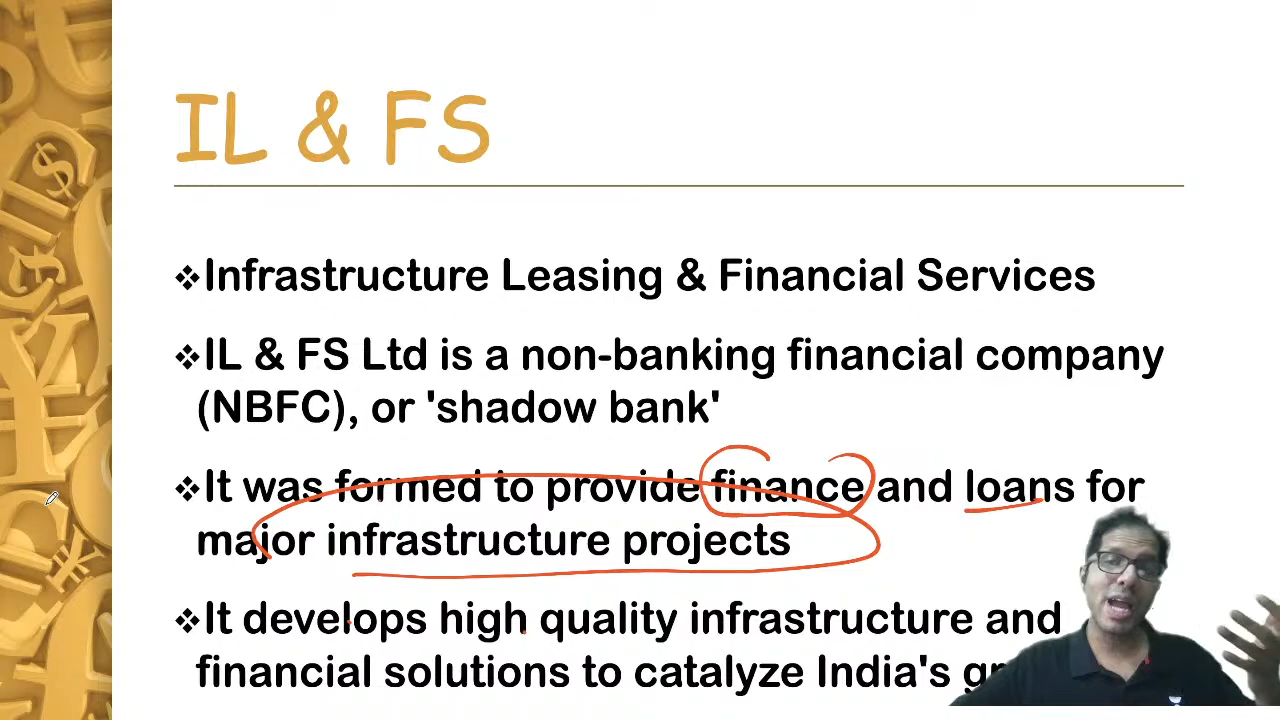 IL & FS
❖Infrastructure Leasing & Financial Services
❖IL & FS Ltd is a non-banking financial company
(NBFC), or 'shadow bank'
❖It was formed to provide finance and loans for
major infrastructure projects
❖It develops high quality infrastructure and
financial solutions to catalyze India's